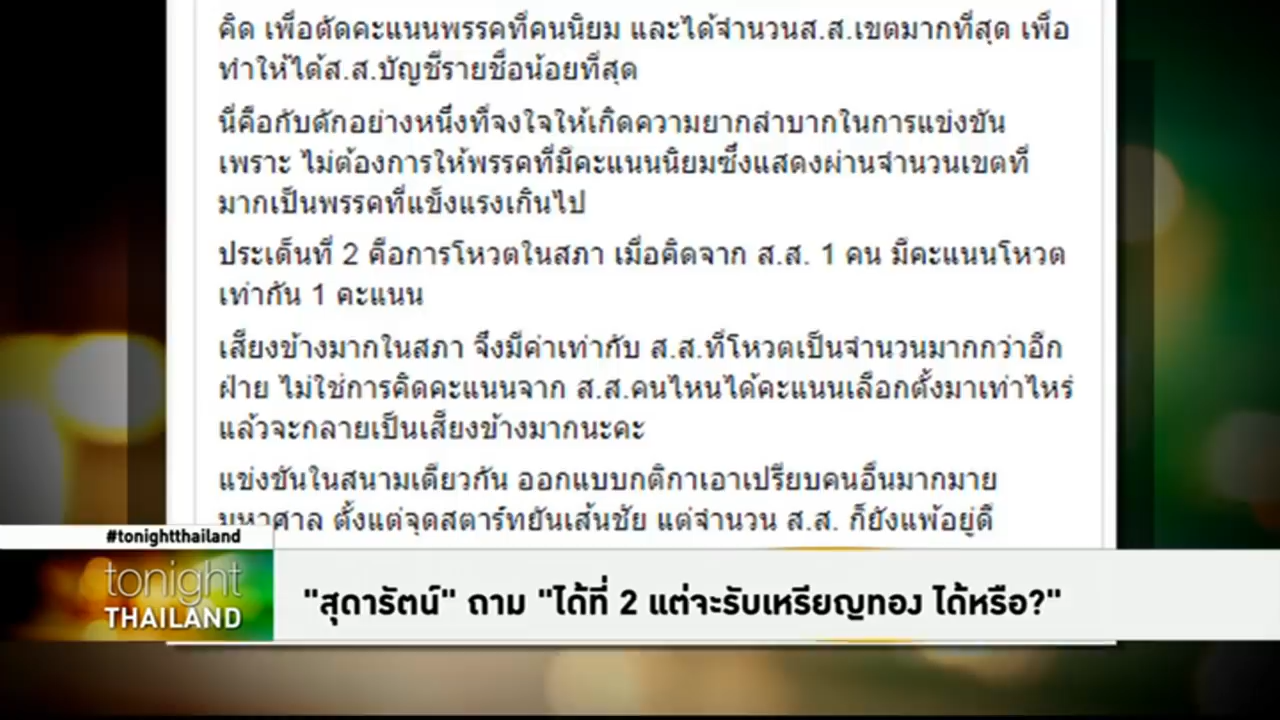 คิด เพื่อตัดคะแนนพรรคที่คนนิยม และได้จำนวนส.ส.เขตมากที่สุด เพื่อ
ทำให้ได้ส.ส.บัญชีรายชื่อน้อยที่สุด
นี่คือกับดักอย่างหนึ่งที่จงใจให้เกิดความยากลำบากในการแข่งขัน
เพราะ ไม่ต้องการให้พรรคที่มีคะแนนนิยมซึ่งแสดงผ่านจำนวนเขตที่
มากเป็นพรรคที่แข็งแรงเกินไป
ประเด็นที่ 2 คือการโหวตในสภา เมื่อคิดจาก ส.ส. 1 คน มีคะแนนโหวต
เท่ากัน 1 คะแนน
เสียงข้างมากในสภา จึงมีค่าเท่ากับ ส.ส.ที่โหวตเป็นจำนวนมากกว่าอีก
ฝ่าย ไม่ใช่การคิดคะแนนจาก ส.ส.คนไหนได้คะแนนเลือกตั้งมาเท่าไหร่
แล้วจะกลายเป็นเสียงข้างมากนะคะ
แข่งขันในสนามเดียวกัน ออกแบบกติกาเอาเปรียบคนอื่นมากมาย
มหาศาล ตั้งแต่จุดสตาร์ทยันเส้นชัย แต่จำนวน ส.ส. ก็ยังแพ้อยู่ดี
#tonightthailand
tonight
THAILAND
"สุดารัตน์" ถาม "ได้ที่ 2 แต่จะรับเหรียญทอง ได้หรือ?"